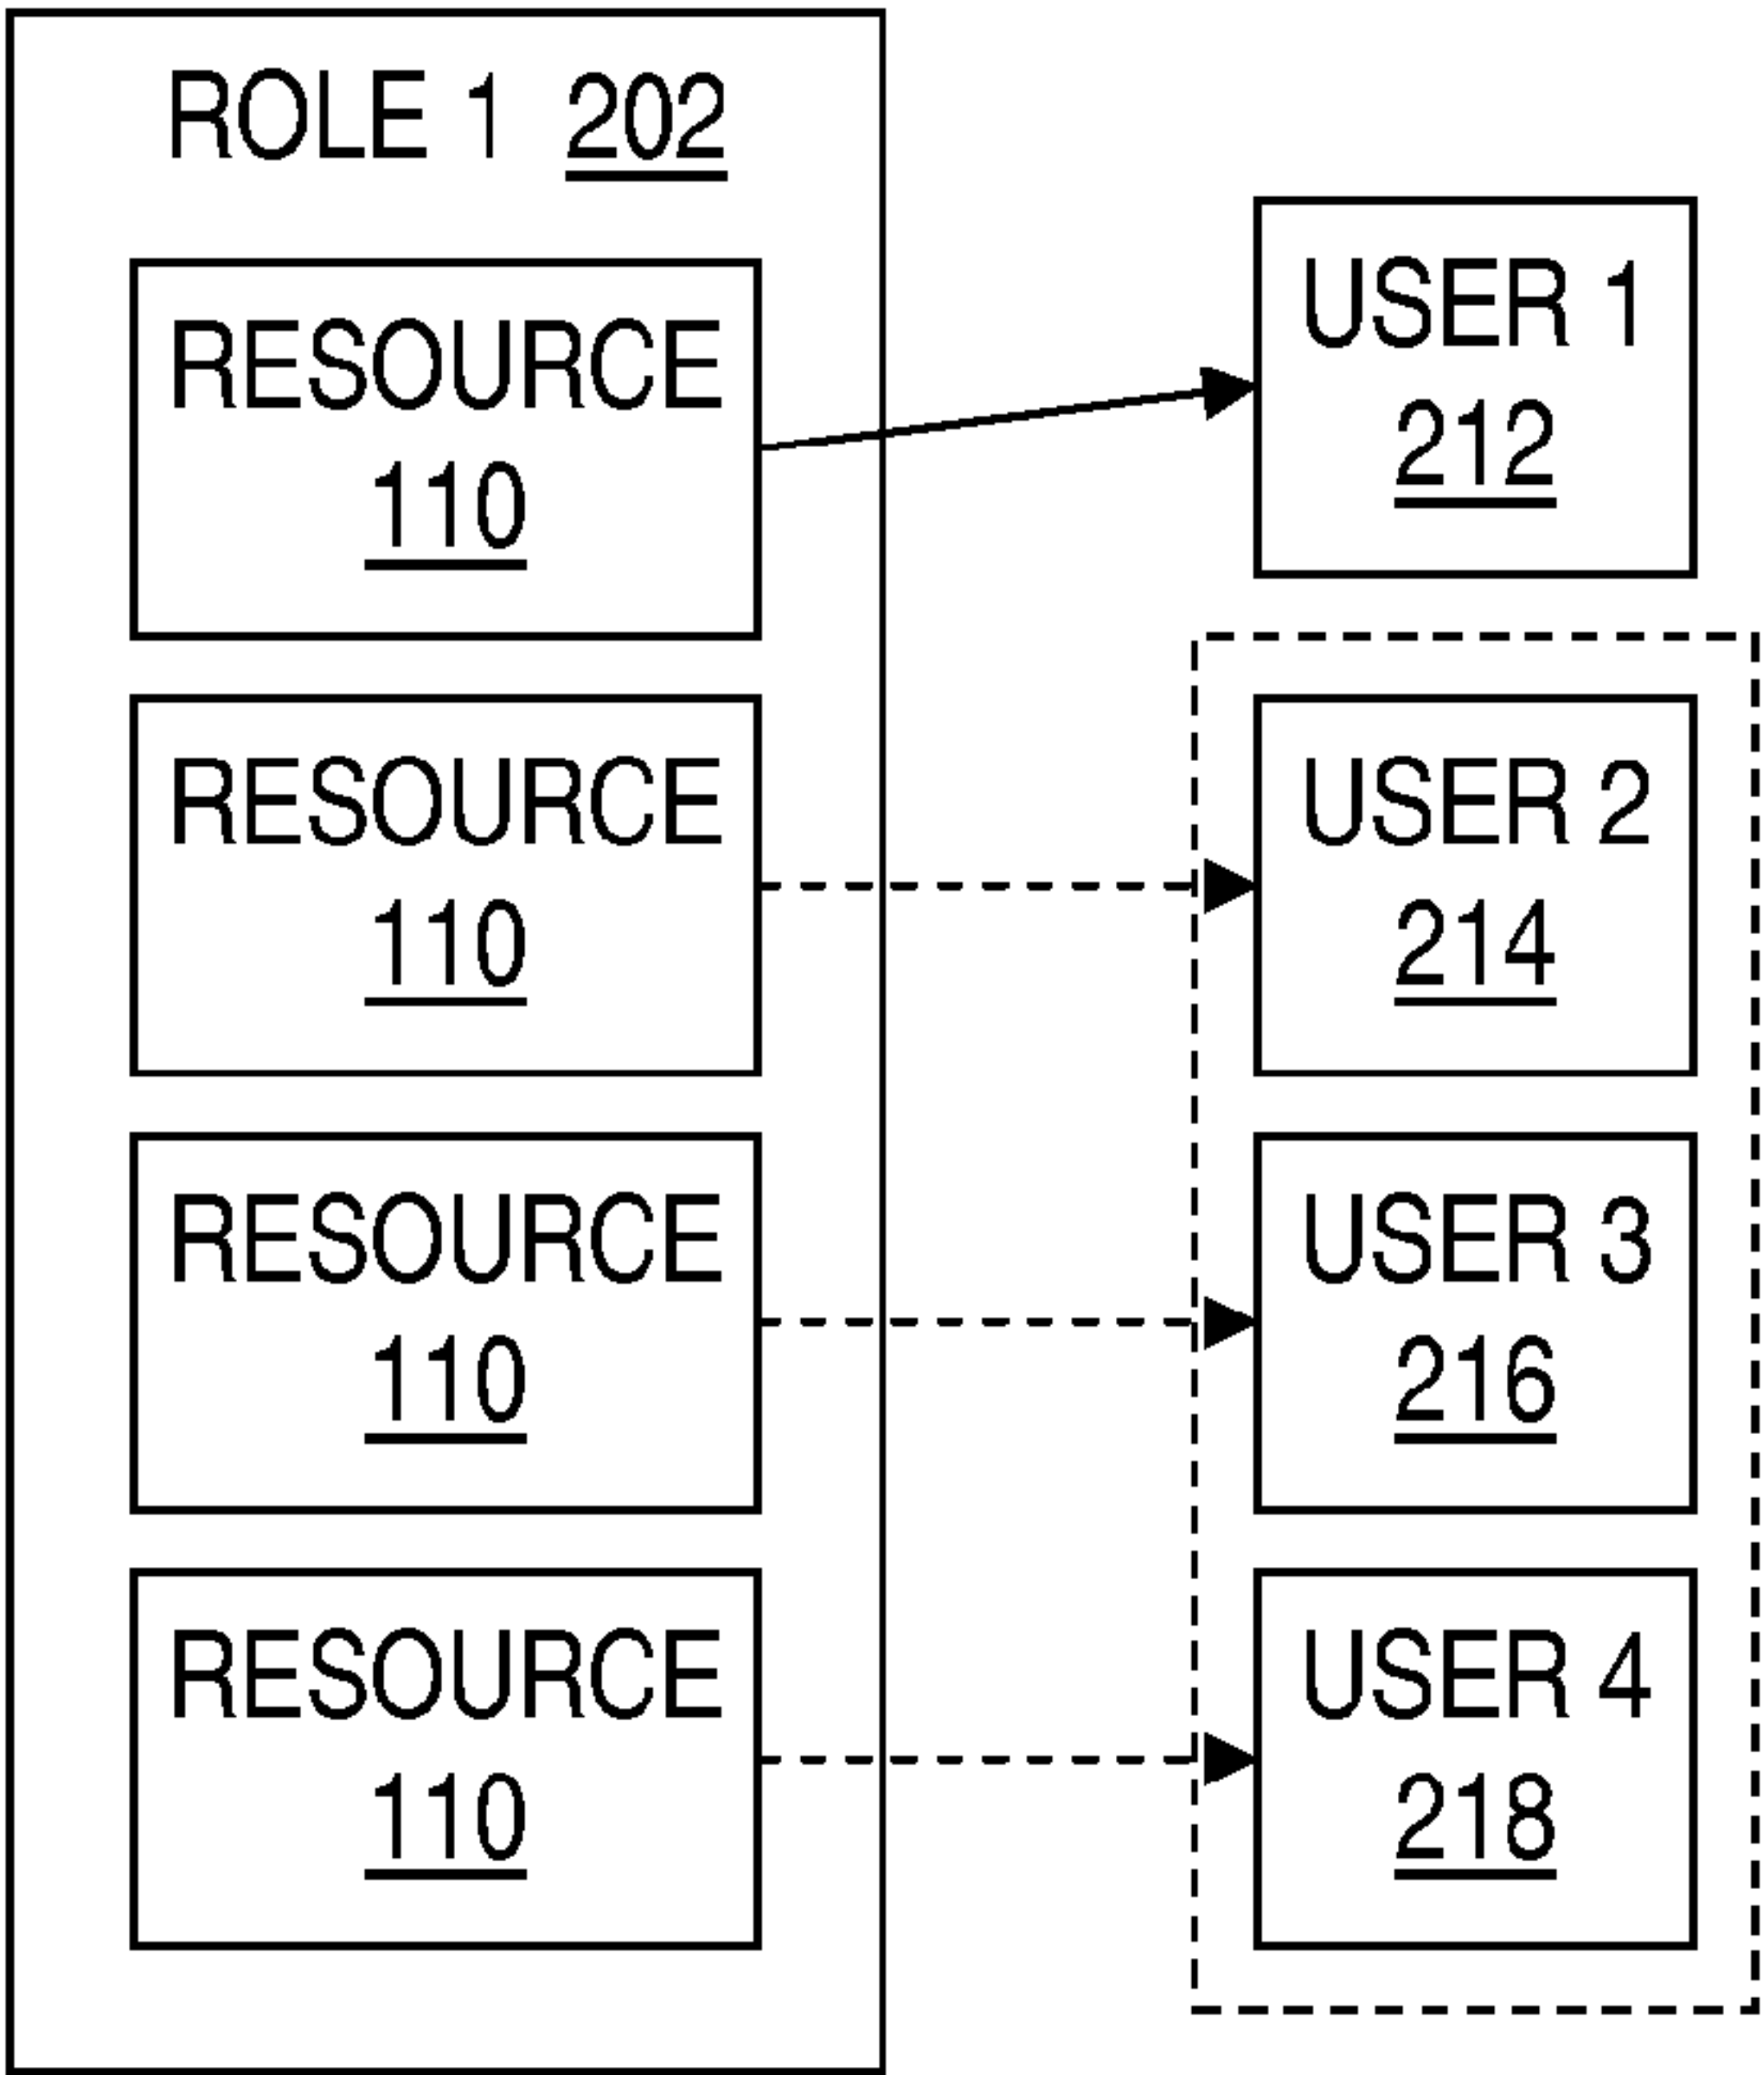 ROLE 1 202
RESOURCE
110
USER 1
212
RESOURCE
110
USER 2
214
RESOURCE
110
USER 3
216
RESOURCE
110
USER 4
218